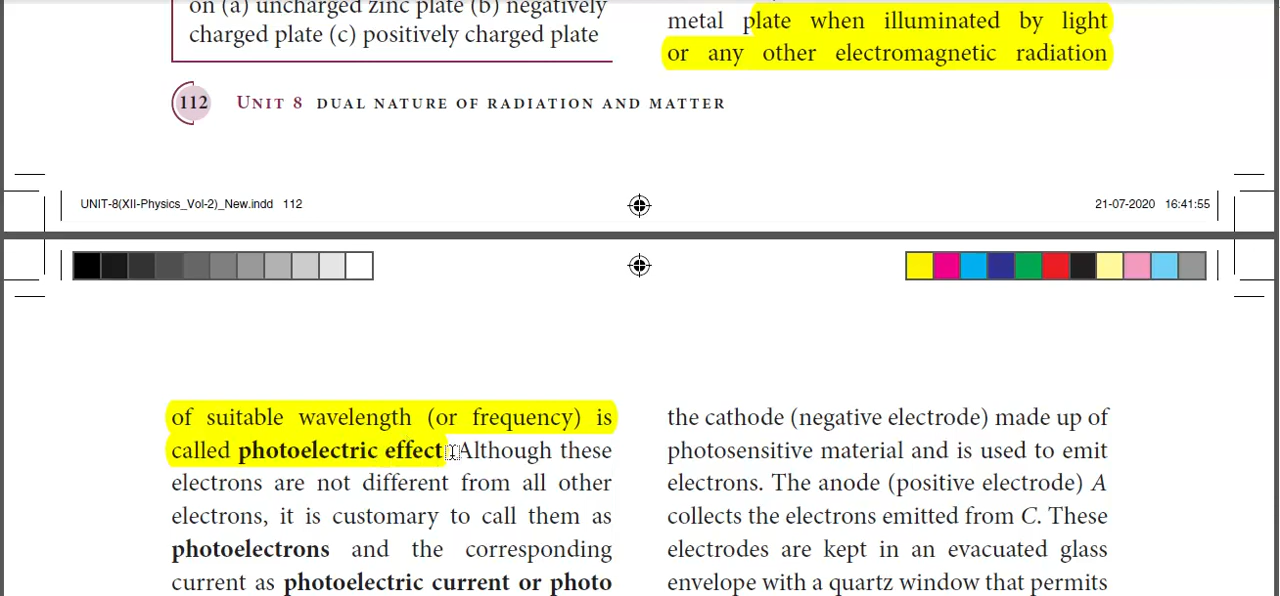 on (a) uncharged zinc plate (b) negatively
charged plate (c) positively charged plate
metal plate when illuminated by light
or any other electromagnetic radiation
112 UNIT 8 DUAL NATURE OF RADIATION AND MATTER
UNIT-8(XII-Physics_Vol-2)_New.indd 112
21-07-2020 16:41:55
of suitable wavelength (or frequency) is
called photoelectric effect Although these
electrons are not different from all other
electrons, it is customary to call them as
photoelectrons and the corresponding
current as photoelectric current or photo
the cathode (negative electrode) made up of
photosensitive material and is used to emit
electrons. The anode (positive electrode) A
collects the electrons emitted from C. These
electrodes are kept in an evacuated glass
envelope with a quartz window that permits